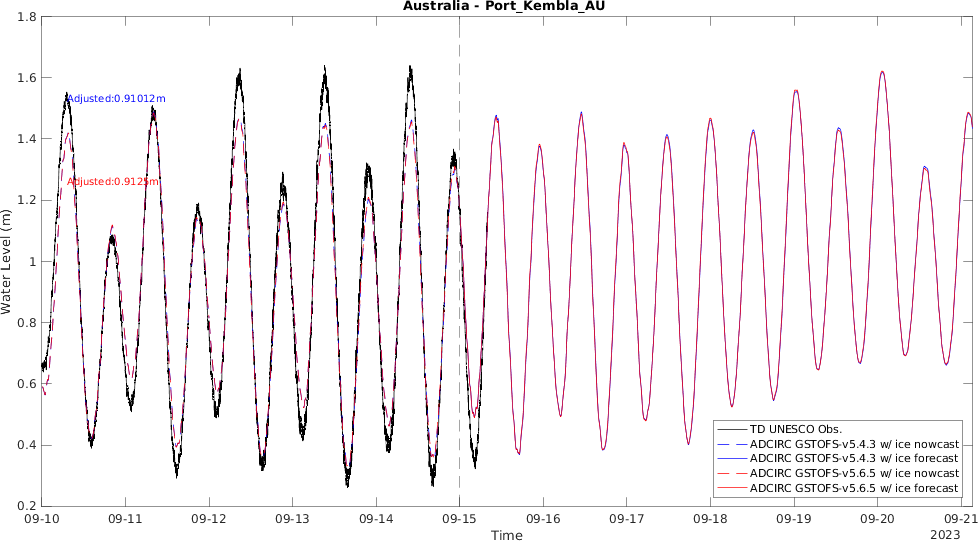 Australia - Port_Kembla_AU
1.8
1.6
1.4
1.2
1
0.8
0.6
0.4
0.2
Water Level (m)
Adjusted:0.91012m
Adjusted:0.9125m
TD UNESCO Obs.
ADCIRC GSTOFS-v5.4.3 w/ ice nowcast
ADCIRC GSTOFS-v5.4.3 w/ ice forecast
ADCIRC GSTOFS-v5.6.5 w/ ice nowcast
ADCIRC GSTOFS-v5.6.5 w/ ice forecast
09-10 09-11 09-12 09-13 09-14 09-15 09-16 09-17 09-18 09-19 09-20 09-21
Time
2023